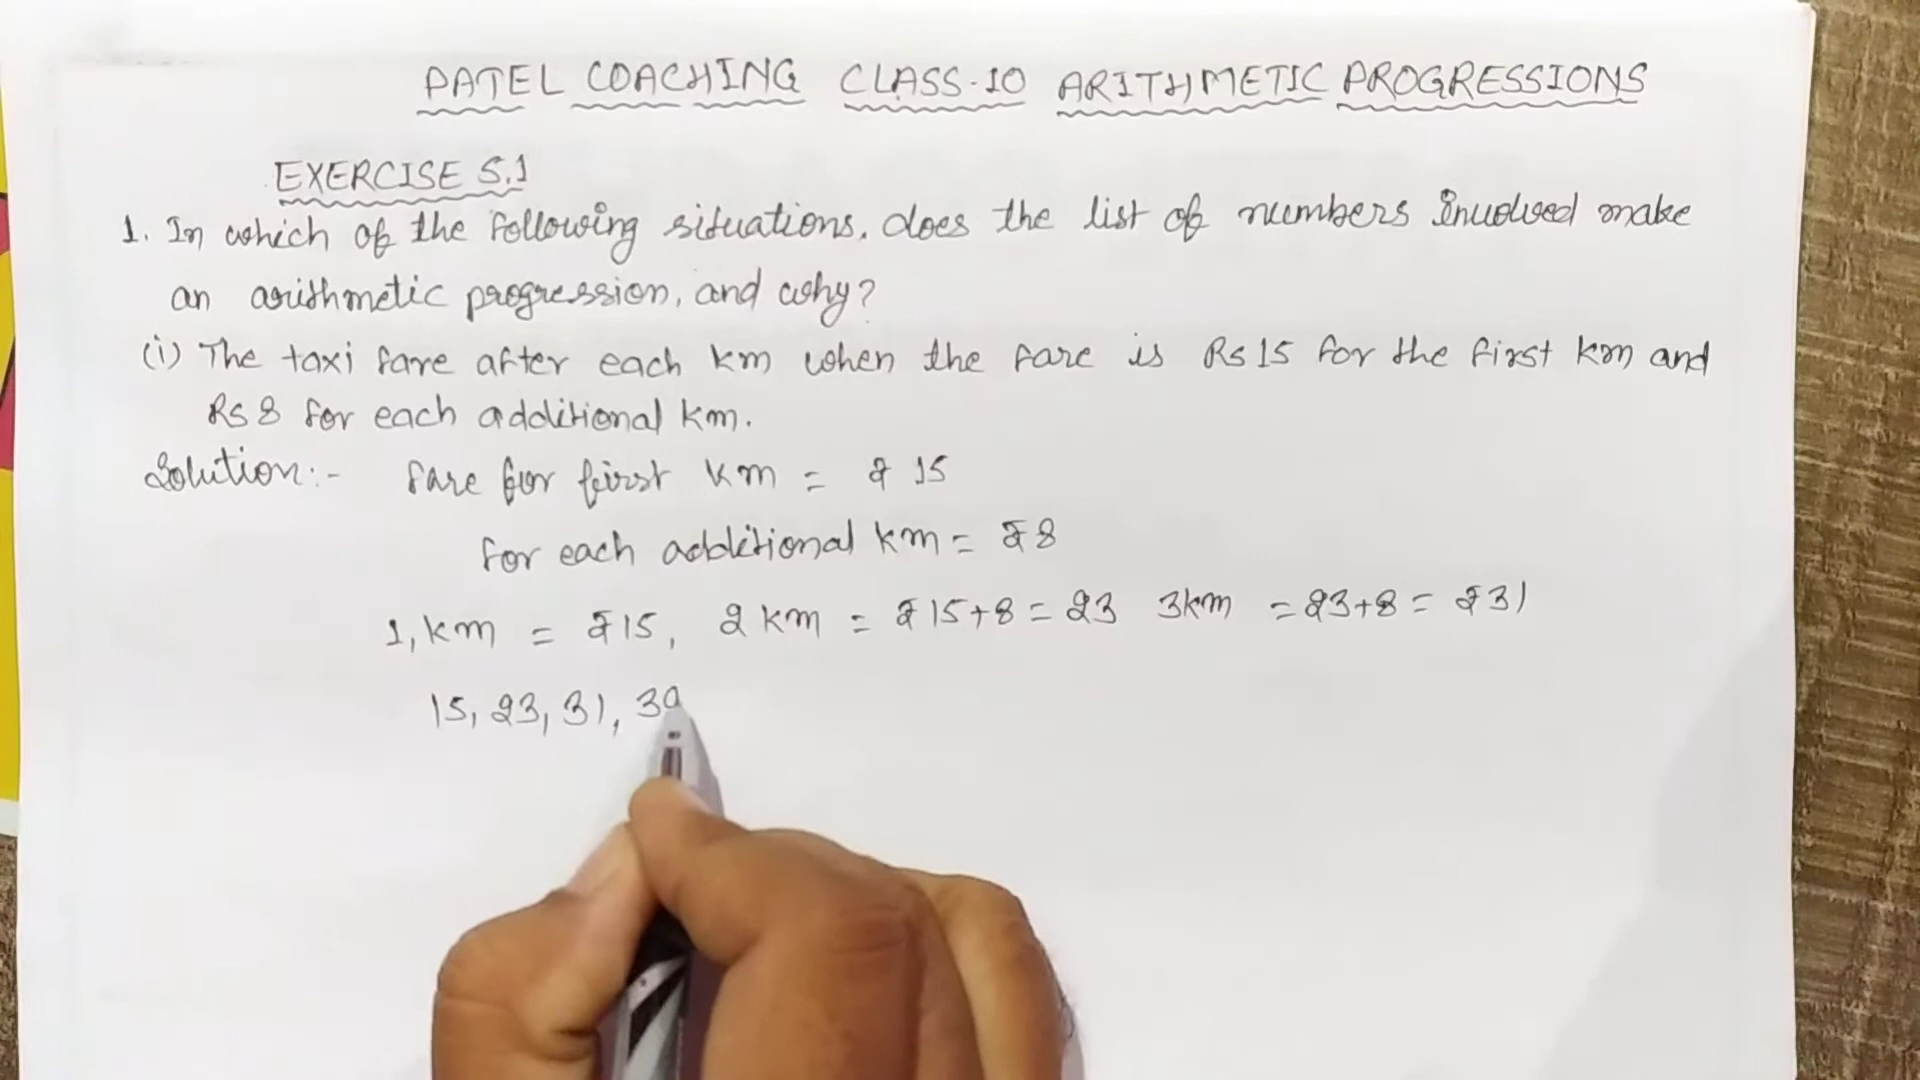 PATEL COACHING CLASS-10 ARITHMETIC PROGRESSIONS
EXERCISE 5.1
1. In which of the following situations, does the list of numbers involved make
an arithmetic progression, and why?
(i) The taxi fare after each km when the fare is Rs 15 for the first km and
Rs 8 for each additional km.
Solution:- fare for first km = ₹ 15
for each additional km = ₹8
1, km = ₹15, 2 km = ₹15+8 = 23 3km = 23+8 = ₹31
15, 23, 31, 39